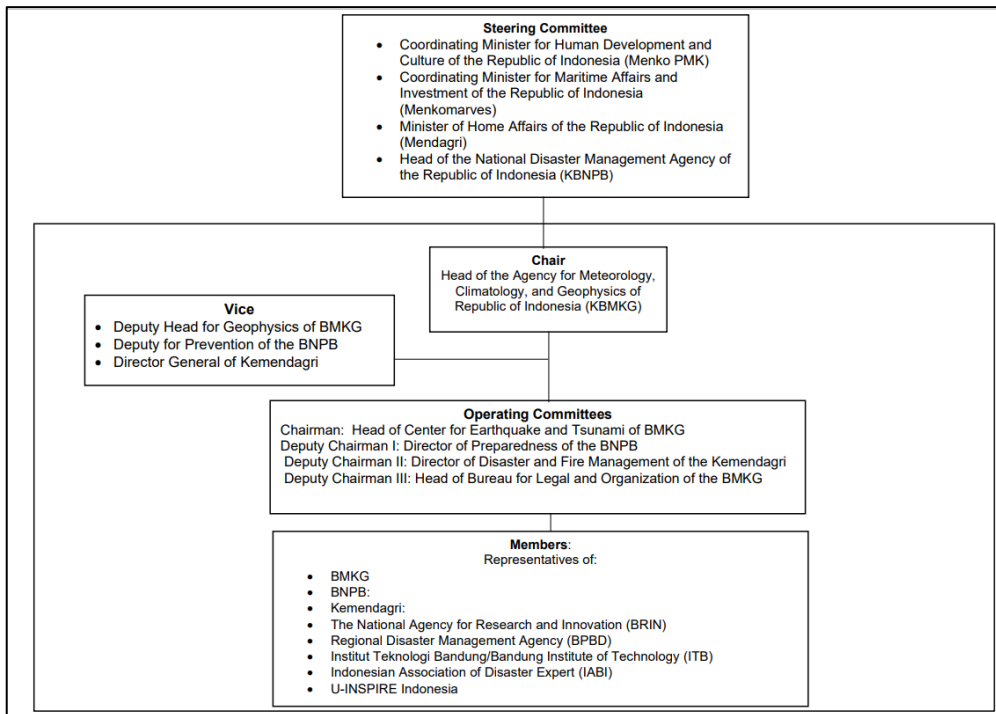 Steering Committee
• Coordinating Minister for Human Development and
Culture of the Republic of Indonesia (Menko PMK)
• Coordinating Minister for Maritime Affairs and
Investment of the Republic of Indonesia
(Menkomarves)
• Minister of Home Affairs of the Republic of Indonesia
(Mendagri)
• Head of the National Disaster Management Agency of
the Republic of Indonesia (KBNPB)
Chair
Head of the Agency for Meteorology,
Climatology, and Geophysics of
Republic of Indonesia (KBMKG)
Vice
• Deputy Head for Geophysics of BMKG
• Deputy for Prevention of the BNPB
• Director General of Kemendagri
Operating Committees
Chairman: Head of Center for Earthquake and Tsunami of BMKG
Deputy Chairman I: Director of Preparedness of the BNPB
Deputy Chairman II: Director of Disaster and Fire Management of the Kemendagri
Deputy Chairman III: Head of Bureau for Legal and Organization of the BMKG
Members:
Representatives of:
• BMKG
• BNPB:
• Kemendagri:
• The National Agency for Research and Innovation (BRIN)
• Regional Disaster Management Agency (BPBD)
• Institut Teknologi Bandung/Bandung Institute of Technology (ITB)
• Indonesian Association of Disaster Expert (IABI)
• U-INSPIRE Indonesia